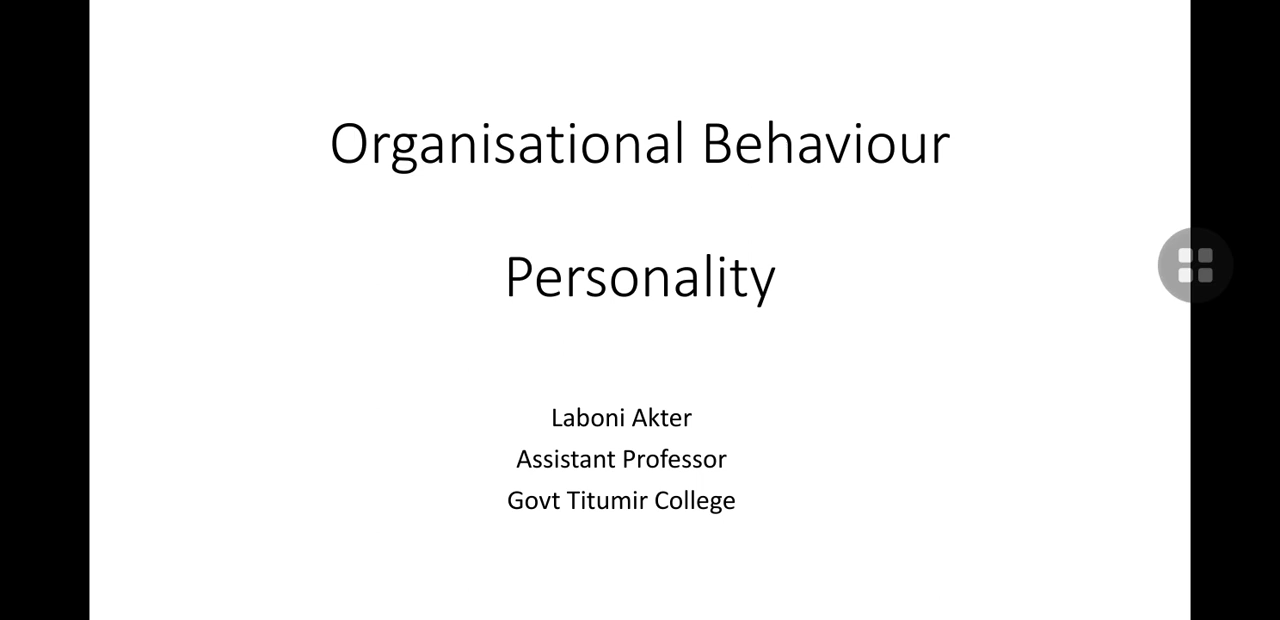 Organisational Behaviour
Personality
Laboni Akter
Assistant Professor
Govt Titumir College